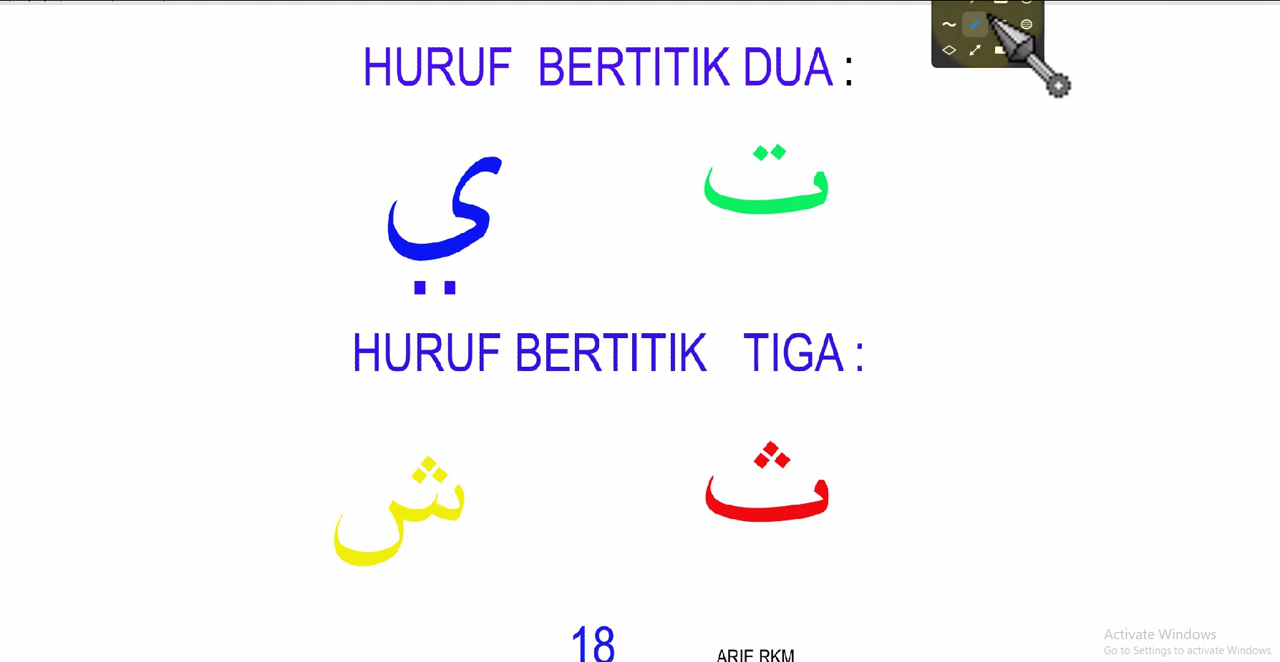 HURUF BERTITIK DUA :
ت ي
HURUF BERTITIK TIGA :
ث ش
18
ARIF RKM
Activate Windows
Go to Settings to activate Windows.